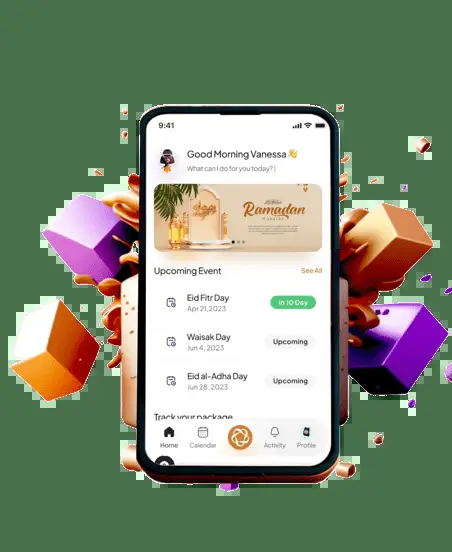 9:41
Good Morning Vanessa 👋
What can I do for you today? |
Ramadan
Upcoming Event
See All
Eid Fitr Day
Apr 21,2023
in 10 Day
Waisak Day
Jun 4, 2023
Upcoming
Eid al-Adha Day
Jun 28, 2023
Upcoming
Track your package
Home
Calendar
Activity
Profile